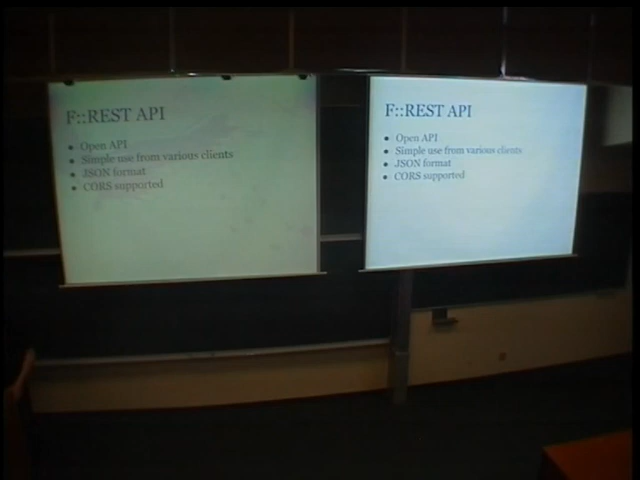 F::REST API
• Open API
• Simple use from various clients
• JSON format
• CORS supported
F::REST API
• Open API
• Simple use from various clients
• JSON format
• CORS supported